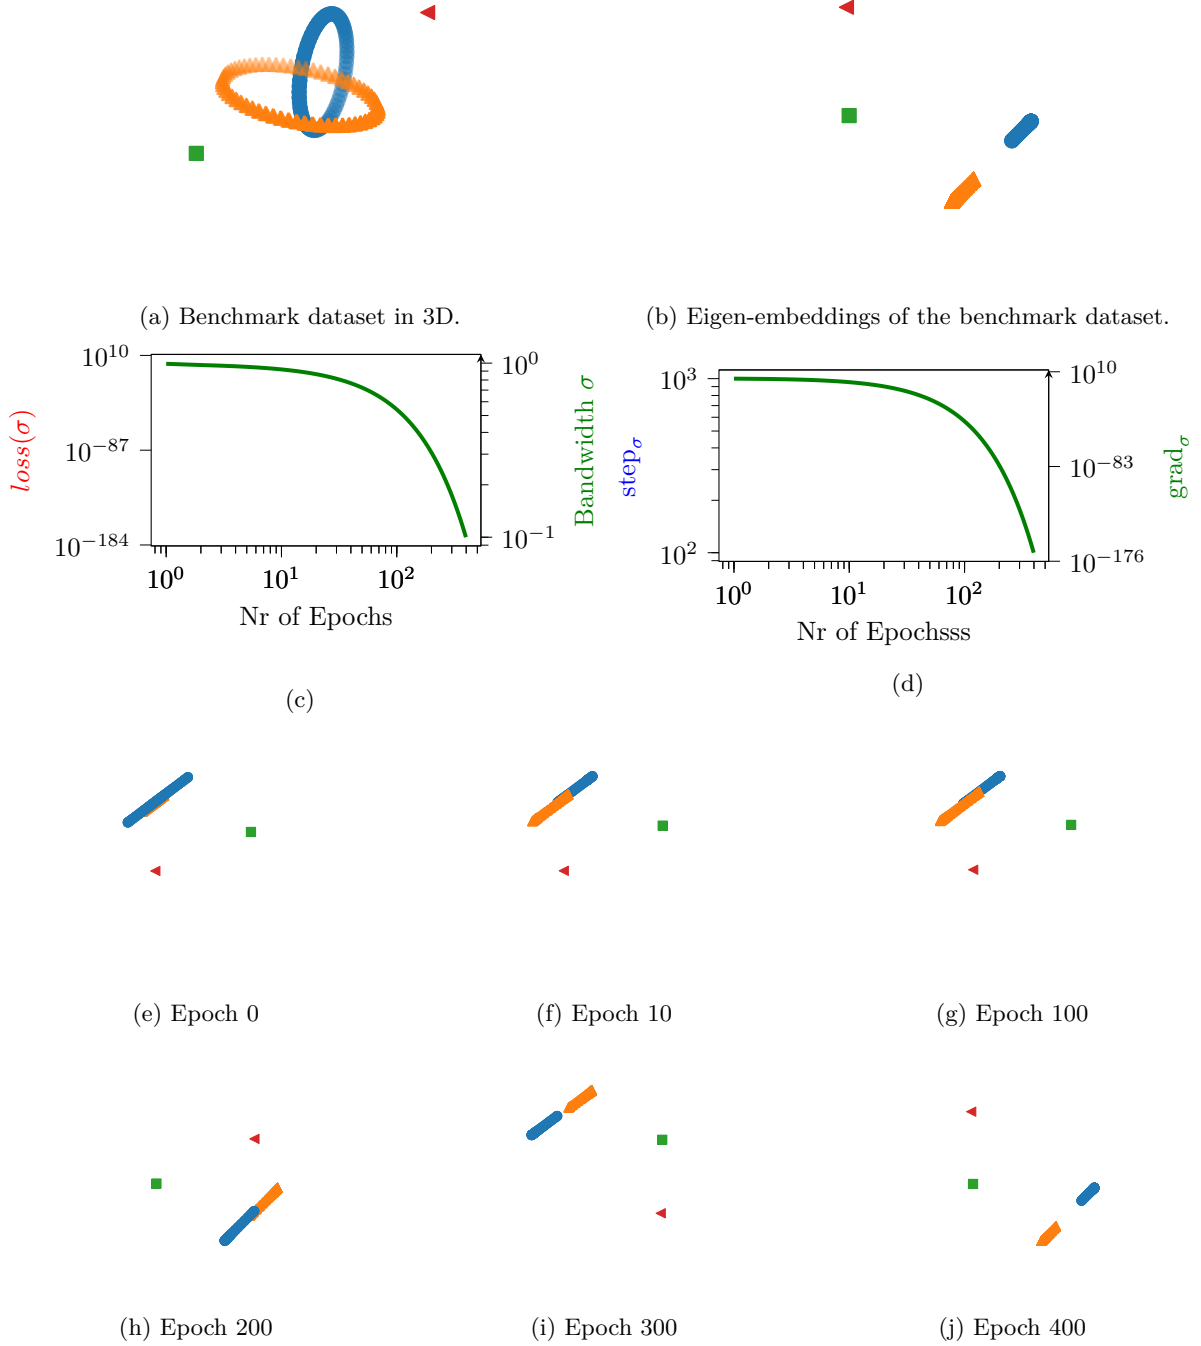 (a) Benchmark dataset in 3D.
(b) Eigen-embeddings of the benchmark dataset.
10^10
10^−87
10^−184
loss(σ)
10^0
10^−1
Bandwidth σ
10^0 10^1 10^2
Nr of Epochs
(c)
10^3
10^2
step_σ
10^10
10^−83
10^−176
grad_σ
10^0 10^1 10^2
Nr of Epochsss
(d)
(e) Epoch 0
(f) Epoch 10
(g) Epoch 100
(h) Epoch 200
(i) Epoch 300
(j) Epoch 400